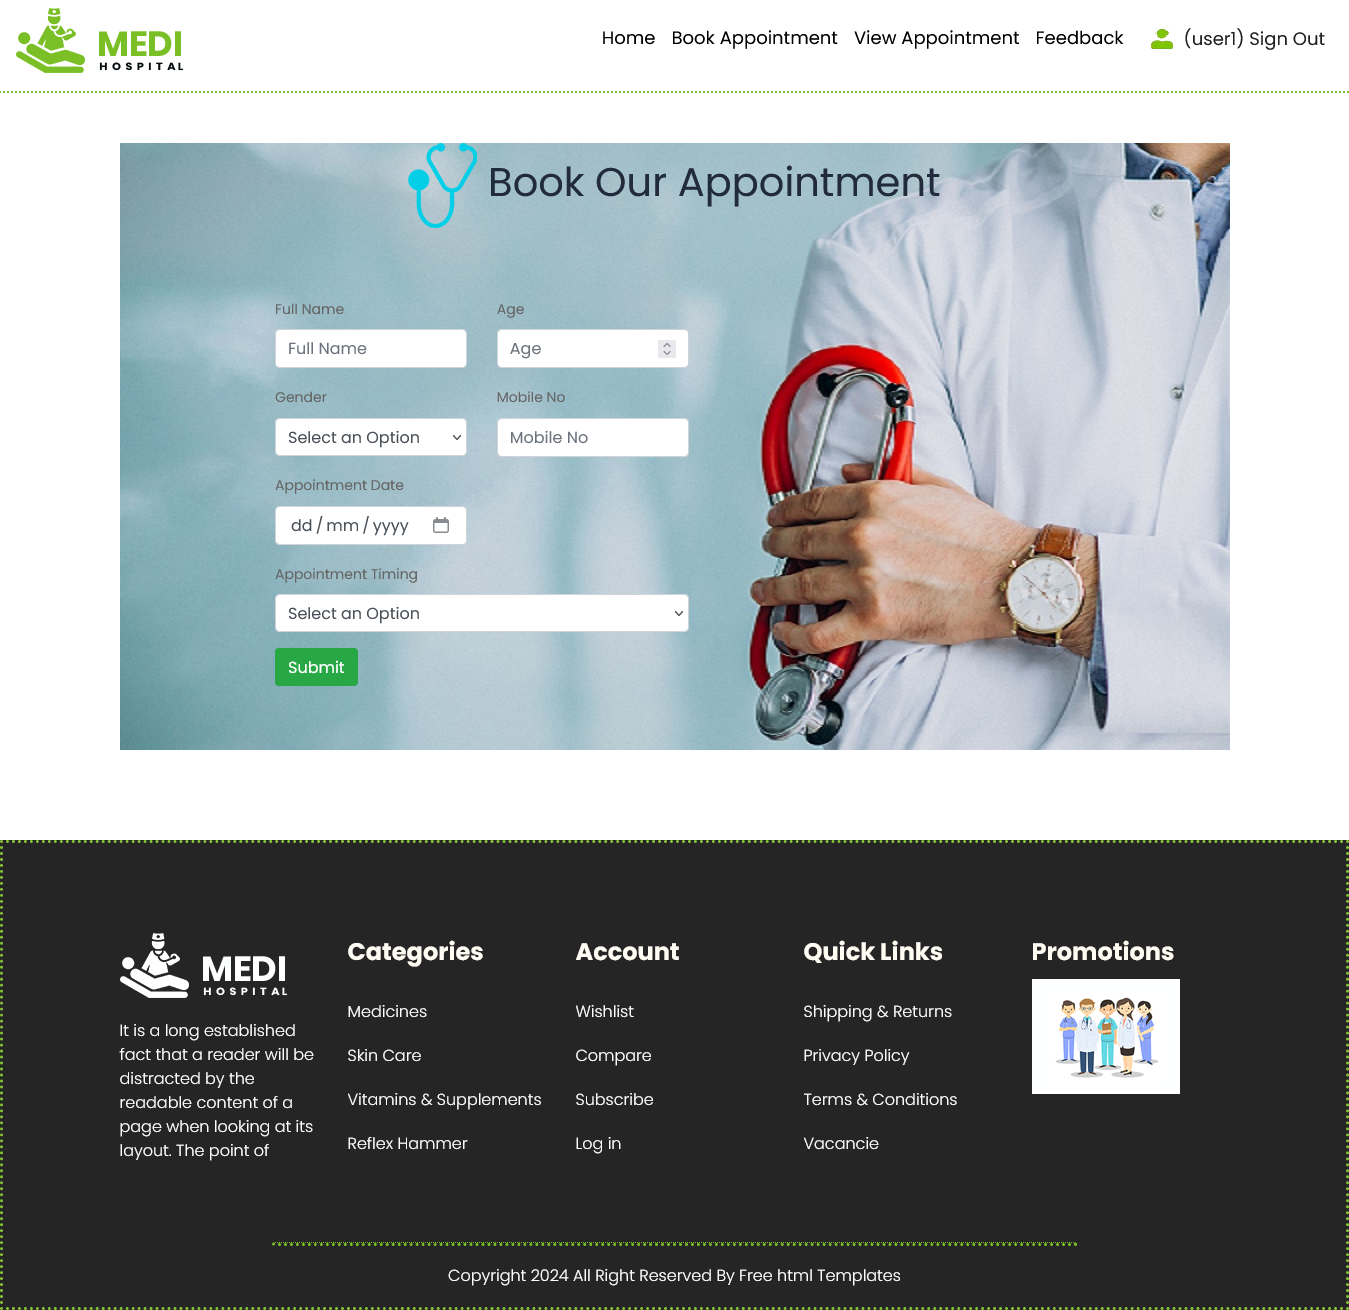 MEDI
HOSPITAL
Home Book Appointment View Appointment Feedback (user1) Sign Out
Book Our Appointment
Full Name Age
Full Name Age
Gender Mobile No
Select an Option Mobile No
Appointment Date
dd / mm / yyyy
Appointment Timing
Select an Option
Submit
MEDI
HOSPITAL
It is a long established
fact that a reader will be
distracted by the
readable content of a
page when looking at its
layout. The point of
Categories
Medicines
Skin Care
Vitamins & Supplements
Reflex Hammer
Account
Wishlist
Compare
Subscribe
Log in
Quick Links
Shipping & Returns
Privacy Policy
Terms & Conditions
Vacancie
Promotions
Copyright 2024 All Right Reserved By Free html Templates